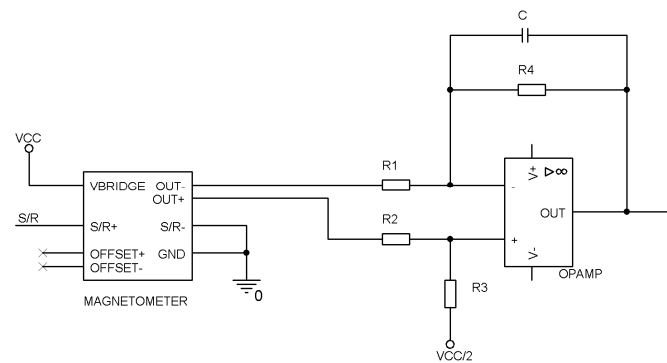 C
R4
VCC
R1
V+
▷∞
VBRIDGE OUT-
OUT+
-
R2
OUT
S/R
S/R+ S/R-
+
OFFSET+ GND
V-
OFFSET-
OPAMP
R3
0
MAGNETOMETER
VCC/2